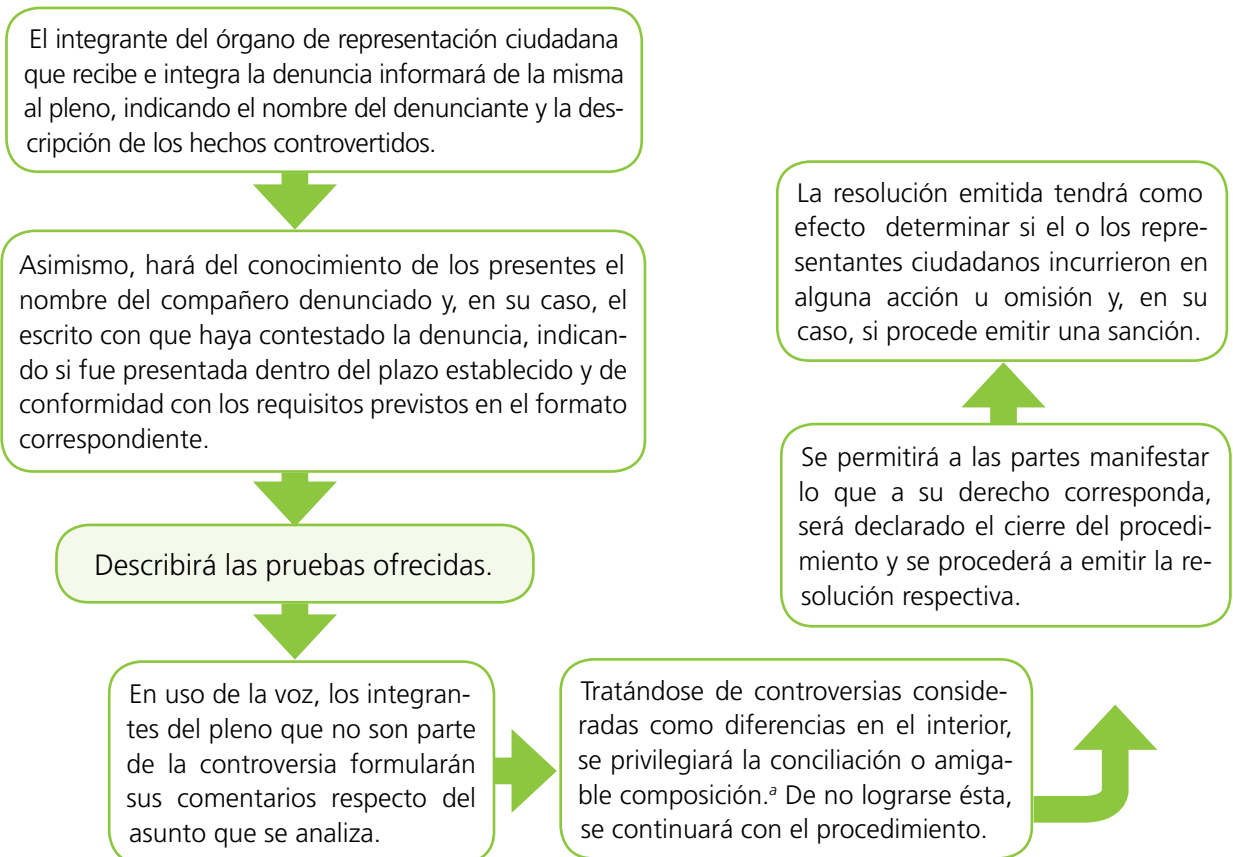 El integrante del órgano de representación ciudadana
que recibe e integra la denuncia informará de la misma
al pleno, indicando el nombre del denunciante y la des-
cripción de los hechos controvertidos.
Asimismo, hará del conocimiento de los presentes el
nombre del compañero denunciado y, en su caso, el
escrito con que haya contestado la denuncia, indican-
do si fue presentada dentro del plazo establecido y de
conformidad con los requisitos previstos en el formato
correspondiente.
Describirá las pruebas ofrecidas.
En uso de la voz, los integran-
tes del pleno que no son parte
de la controversia formularán
sus comentarios respecto del
asunto que se analiza.
Tratándose de controversias conside-
radas como diferencias en el interior,
se privilegiará la conciliación o amiga-
ble composición.ª De no lograrse ésta,
se continuará con el procedimiento.
Se permitirá a las partes manifestar
lo que a su derecho corresponda,
será declarado el cierre del procedi-
miento y se procederá a emitir la re-
solución respectiva.
La resolución emitida tendrá como
efecto determinar si el o los repre-
sentantes ciudadanos incurrieron en
alguna acción u omisión y, en su
caso, si procede emitir una sanción.